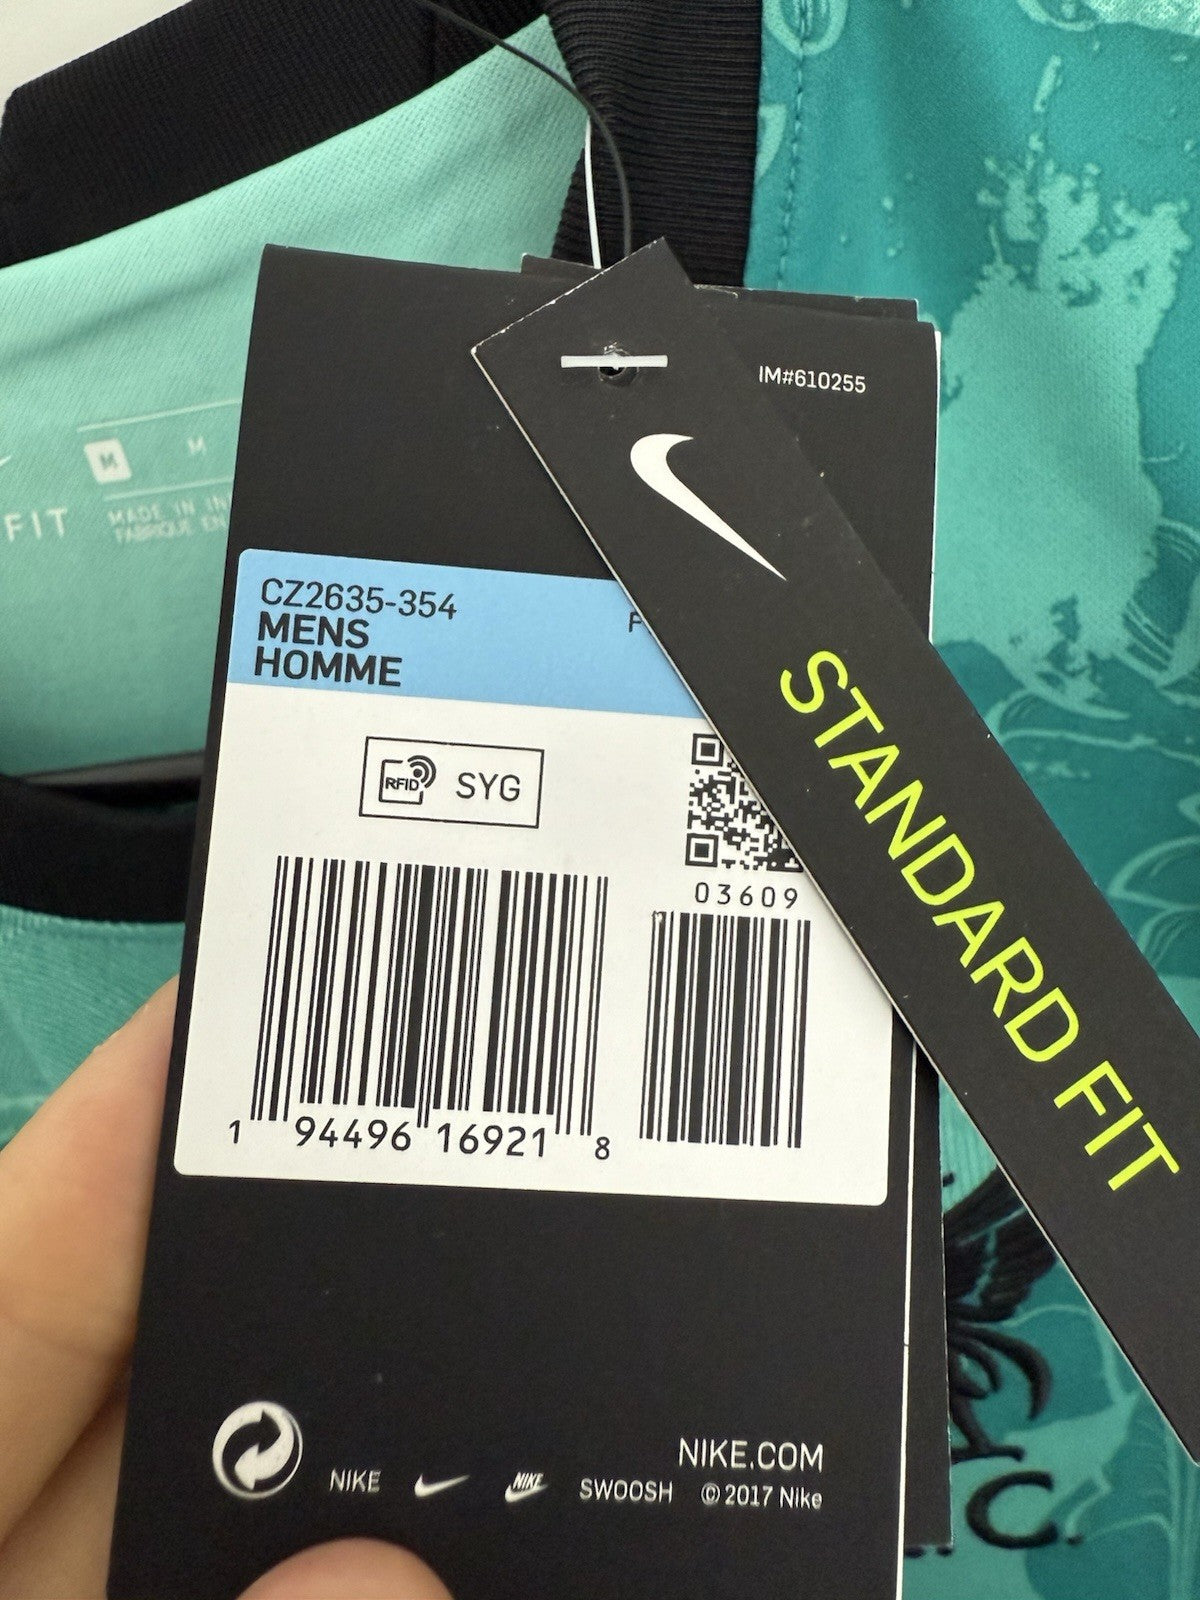 M M
FIT
MADE IN IN
FABRIQUE EN
IM#610255
STANDARD FIT
CZ2635-354
MENS
HOMME
F
RFID SYG
03609
1 94496 16921 8
NIKE NIKE SWOOSH
NIKE.COM
© 2017 Nike